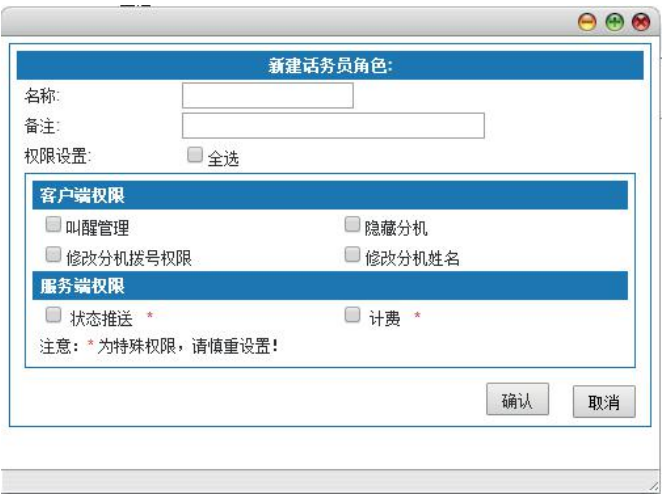 新建话务员角色:
名称:
备注:
权限设置: 全选
客户端权限
叫醒管理 隐藏分机
修改分机拨号权限 修改分机姓名
服务端权限
状态推送 * 计费 *
注意: *为特殊权限，请慎重设置!
确认 取消